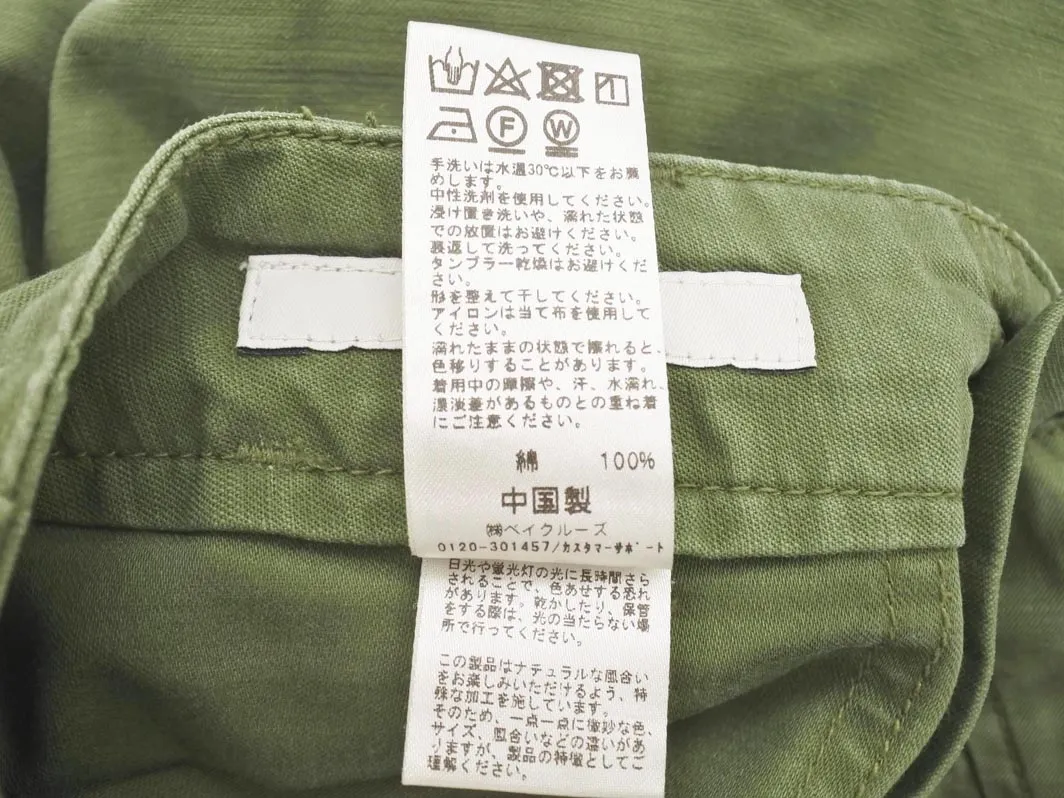 F W
手洗いは水温30℃以下をお薦
めします。
中性洗剤を使用してください。
浸け置き洗いや、濡れた状態
での放置はお避けください。
裏返して洗ってください。
タンブラー乾燥はお避けくだ
さい。
形を整えて干してください。
アイロンは当て布を使用して
ください。
濡れたままの状態で擦れると、
色移りすることがあります。
着用中の摩擦や、汗、水濡れ、
濃淡差があるものとの重ね着
にご注意ください。
綿 100%
中国製
㈱ベイクルーズ
0120-301457/カスタマーサポート
日光や蛍光灯の光に長時間さら
されることで、色あせする恐れ
があります。乾かしたり、保管
をする際は、光の当たらない場
所で行ってください。
この製品はナチュラルな風合い
をお楽しみいただけるよう、特
殊な加工を施しています。
そのため、一点一点に微妙な色、
サイズ、風合いなどの違いがあ
りますが、製品の特徴としてご
理解ください。